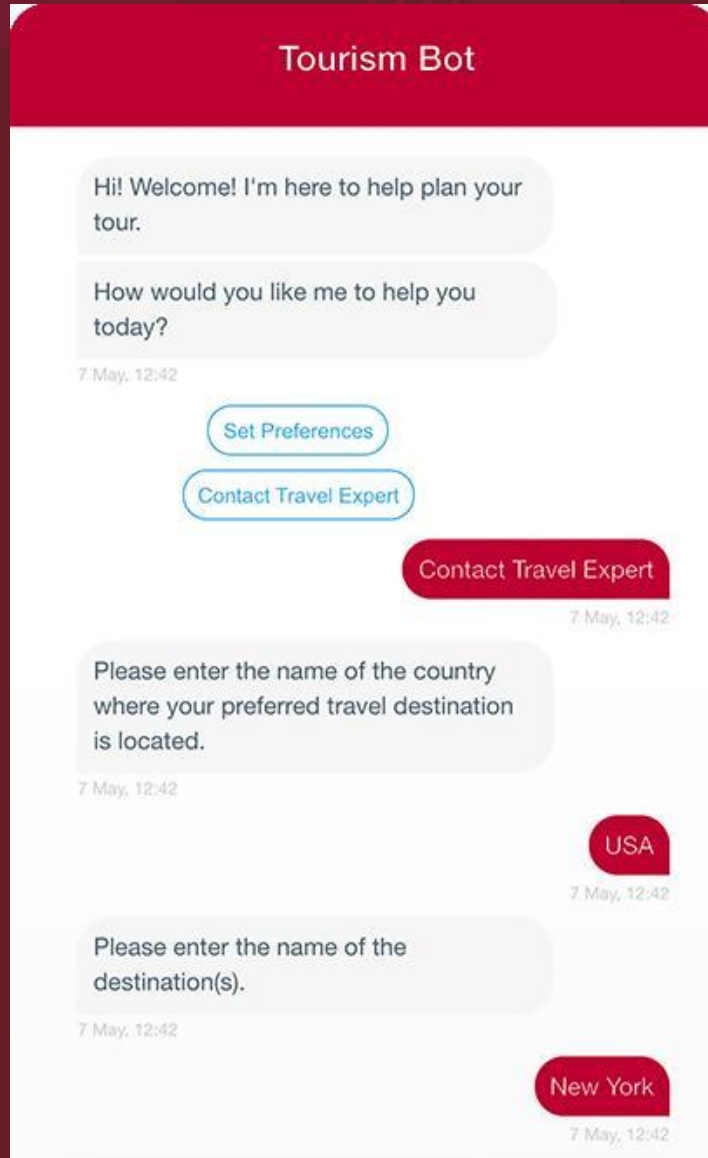 Tourism Bot
Hi! Welcome! I'm here to help plan your
tour.
How would you like me to help you
today?
7 May, 12:42
Set Preferences
Contact Travel Expert
Contact Travel Expert
7 May, 12:42
Please enter the name of the country
where your preferred travel destination
is located.
7 May, 12:42
USA
7 May, 12:42
Please enter the name of the
destination(s).
7 May, 12:42
New York
7 May, 12:42